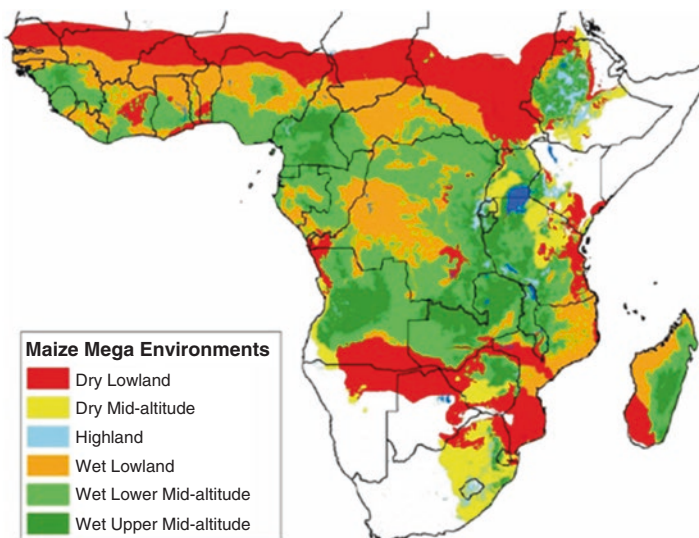 Maize Mega Environments
Dry Lowland
Dry Mid-altitude
Highland
Wet Lowland
Wet Lower Mid-altitude
Wet Upper Mid-altitude